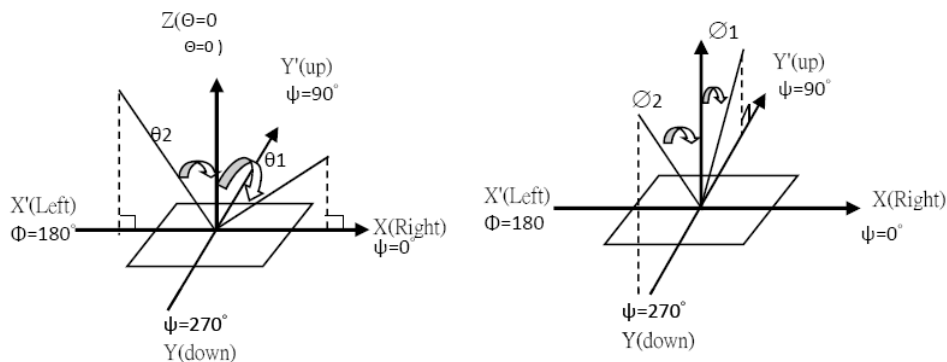 Z(Θ=0
Θ=0 )
Y'(up)
ψ=90°
θ2
θ1
X'(Left)
Φ=180°
X(Right)
ψ=0°
ψ=270°
Y(down)
∅1
Y'(up)
ψ=90°
∅2
X'(Left)
Φ=180
X(Right)
ψ=0°
ψ=270°
Y(down)